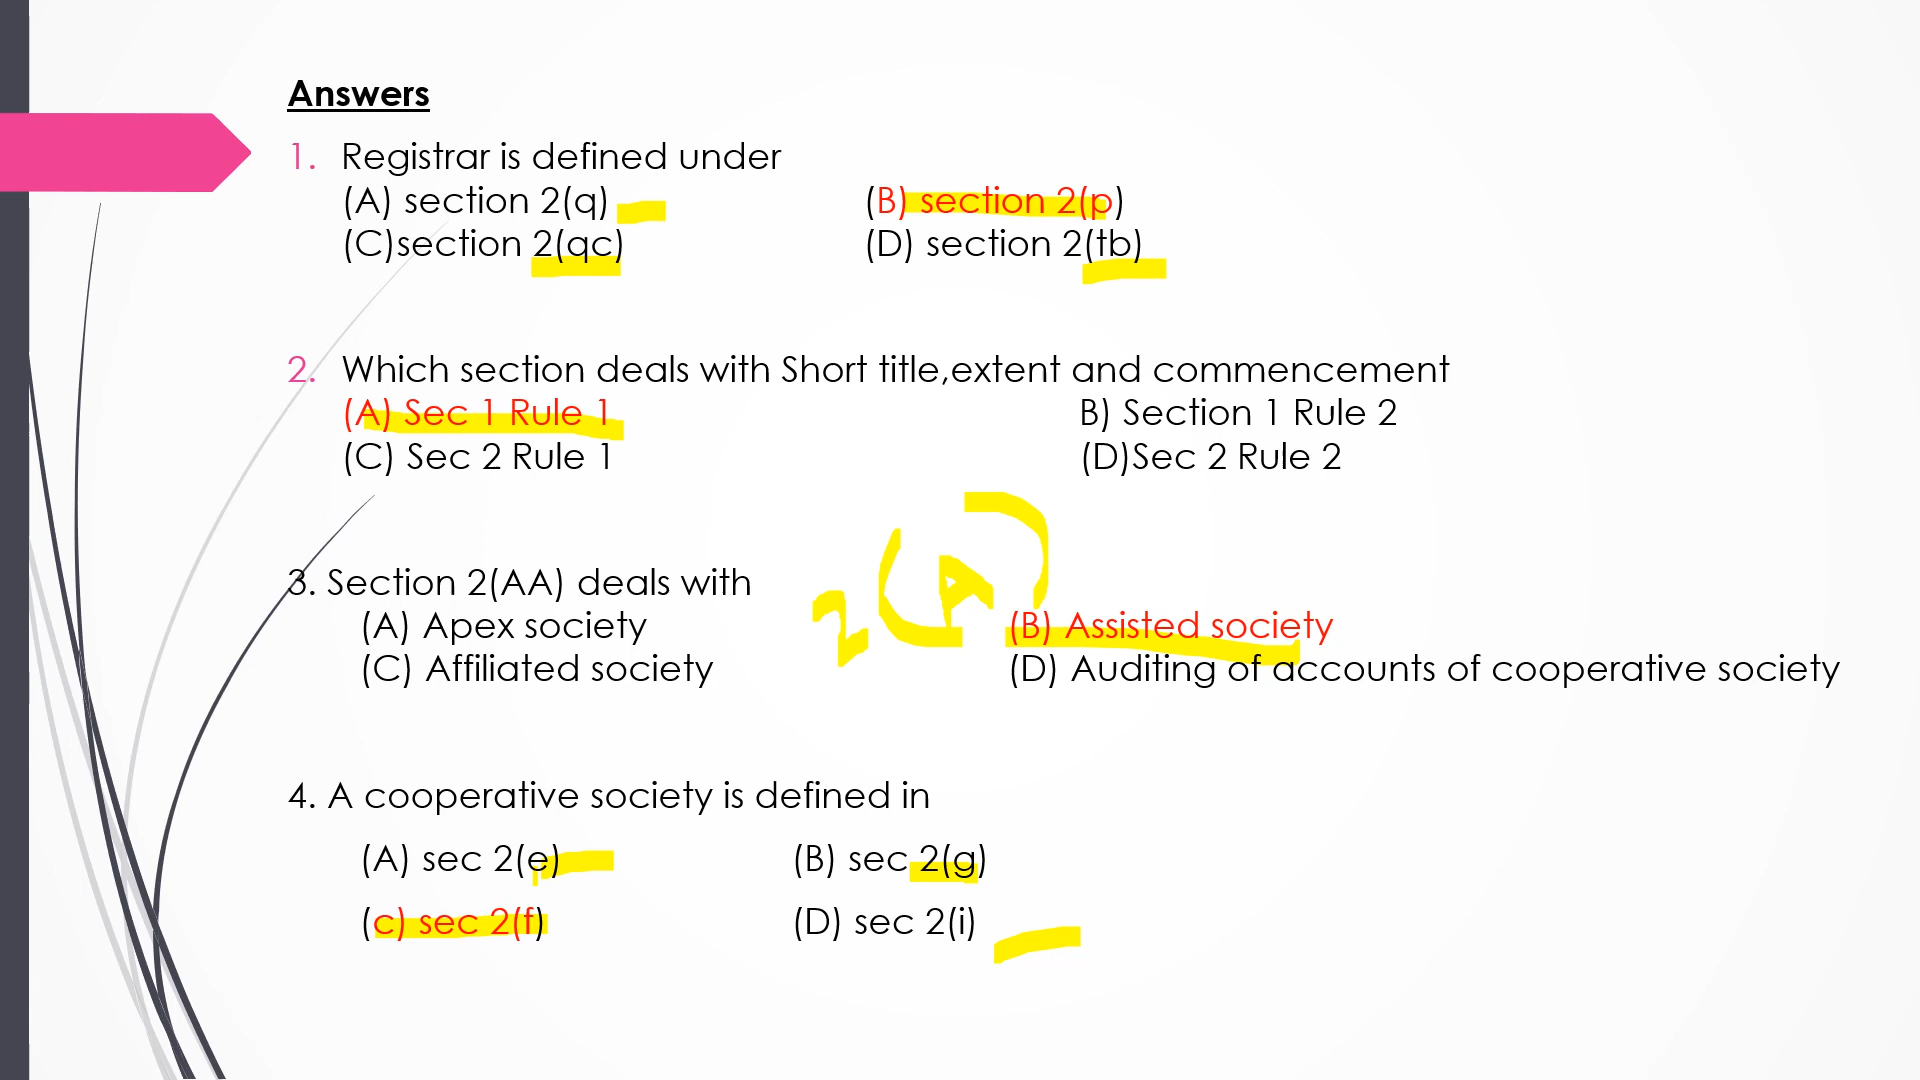 Answers
1. Registrar is defined under
(A) section 2(q) (B) section 2(p)
(C)section 2(qc) (D) section 2(tb)
2. Which section deals with Short title,extent and commencement
(A) Sec 1 Rule 1 B) Section 1 Rule 2
(C) Sec 2 Rule 1 (D)Sec 2 Rule 2
2(A)
3. Section 2(AA) deals with
(A) Apex society (B) Assisted society
(C) Affiliated society (D) Auditing of accounts of cooperative society
4. A cooperative society is defined in
(A) sec 2(e) (B) sec 2(g)
(c) sec 2(f) (D) sec 2(i)